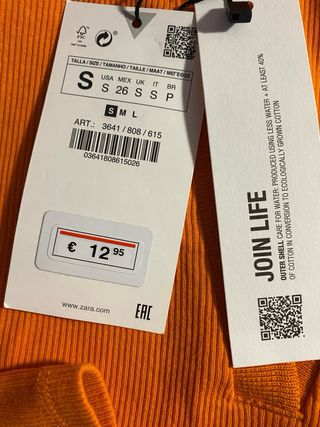 FSC
TALLA / SIZE / TAMANHO / TAILLE / MAAT /
S
USA MEX UK IT BR
S 26 S S P
S M L
ART.: 3641 / 808 / 615
03641808615026
€ 12 95
www.zara.com
EAC
JOIN LIFE
OUTER SHELL CARE FOR WATER: PRODUCED USING LESS WATER + AT LEAST 40%
OF COTTON IN CONVERSION TO ECOLOGICALLY GROWN COTTON